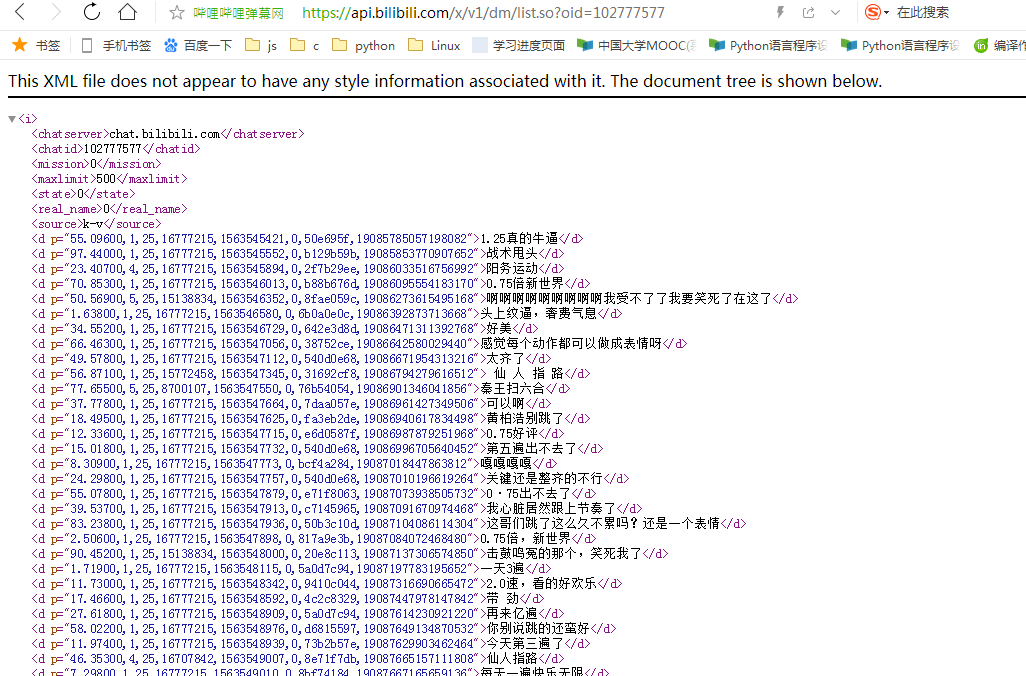 哔哩哔哩弹幕网 https://api.bilibili.com/x/v1/dm/list.so?oid=102777577 在此搜索
书签 手机书签 百度一下 js c python Linux 学习进度页面 中国大学MOOC( Python语言程序设 Python语言程序设 编译作
This XML file does not appear to have any style information associated with it. The document tree is shown below.
▼<i>
<chatserver>chat.bilibili.com</chatserver>
<chatid>102777577</chatid>
<mission>0</mission>
<maxlimit>500</maxlimit>
<state>0</state>
<real_name>0</real_name>
<source>k-v</source>
<d p="55.09600,1,25,16777215,1563545421,0,50e695f,19085785057198082">1.25真的牛逼</d>
<d p="97.44000,1,25,16777215,1563545552,0,b129b59b,19085853770907652">战术甩头</d>
<d p="23.40700,4,25,16777215,1563545894,0,2f7b29ee,19086033516756992">阳务运动</d>
<d p="70.85300,1,25,16777215,1563546013,0,b88b676d,19086095554183170">0.75倍新世界</d>
<d p="50.56900,5,25,15138834,1563546352,0,8fae059c,19086273615495168">啊啊啊啊啊啊啊啊啊我受不了了我要笑死了在这了</d>
<d p="1.63800,1,25,16777215,1563546580,0,6b0a0e0c,19086392873713668">头上纹逼，奢费气息</d>
<d p="34.55200,1,25,16777215,1563546729,0,642e3d8d,19086471311392768">好美</d>
<d p="66.46300,1,25,16777215,1563547056,0,38752ce,19086642580029440">感觉每个动作都可以做成表情呀</d>
<d p="49.57800,1,25,16777215,1563547112,0,540d0e68,19086671954313216">太齐了</d>
<d p="56.87100,1,25,15772458,1563547345,0,31692cf8,19086794279616512"> 仙 人 指 路</d>
<d p="77.65500,5,25,8700107,1563547550,0,76b54054,19086901346041856">秦王扫六合</d>
<d p="37.77800,1,25,16777215,1563547664,0,7daa057e,19086961427349506">可以啊</d>
<d p="18.49500,1,25,16777215,1563547625,0,fa3eb2de,19086940617834498">黄柏浩别跳了</d>
<d p="12.33600,1,25,16777215,1563547715,0,e6d0587f,19086987879251968">0.75好评</d>
<d p="15.01800,1,25,16777215,1563547732,0,540d0e68,19086996705640452">第五遍出不去了</d>
<d p="8.30900,1,25,16777215,1563547773,0,bcf4a284,19087018447863812">嘎嘎嘎嘎</d>
<d p="24.29800,1,25,16777215,1563547757,0,540d0e68,19087010196619264">关键还是整齐的不行</d>
<d p="55.07800,1,25,16777215,1563547879,0,e71f8063,19087073938505732">0·75出不去了</d>
<d p="39.53700,1,25,16777215,1563547913,0,c7145965,19087091670974468">我心脏居然跟上节奏了</d>
<d p="83.23800,1,25,16777215,1563547936,0,50b3c10d,19087104086114304">这哥们跳了这么久不累吗？还是一个表情</d>
<d p="2.50600,1,25,16777215,1563547898,0,817a9e3b,19087084072468480">0.75倍，新世界</d>
<d p="90.45200,1,25,15138834,1563548000,0,20e8c113,19087137306574850">击鼓鸣冤的那个，笑死我了</d>
<d p="1.71900,1,25,16777215,1563548115,0,5a0d7c94,19087197783195652">一天3遍</d>
<d p="11.73000,1,25,16777215,1563548342,0,9410c044,19087316690665472">2.0速，看的好欢乐</d>
<d p="17.46600,1,25,16777215,1563548592,0,4c2c8329,19087447978147842">带 劲</d>
<d p="27.61800,1,25,16777215,1563548909,0,5a0d7c94,19087614230921220">再来亿遍</d>
<d p="58.02200,1,25,16777215,1563548976,0,d6815597,19087649134870532">你别说跳的还蛮好</d>
<d p="11.97400,1,25,16777215,1563548939,0,73b2b57e,19087629903462464">今天第三遍了</d>
<d p="46.35300,4,25,16707842,1563549007,0,8e71f7db,19087665157111808">仙人指路</d>
<d p="7.29800,1,25,16777215,1563549010,0,8bf74184,19087667165659136">每天一遍快乐无限</d>